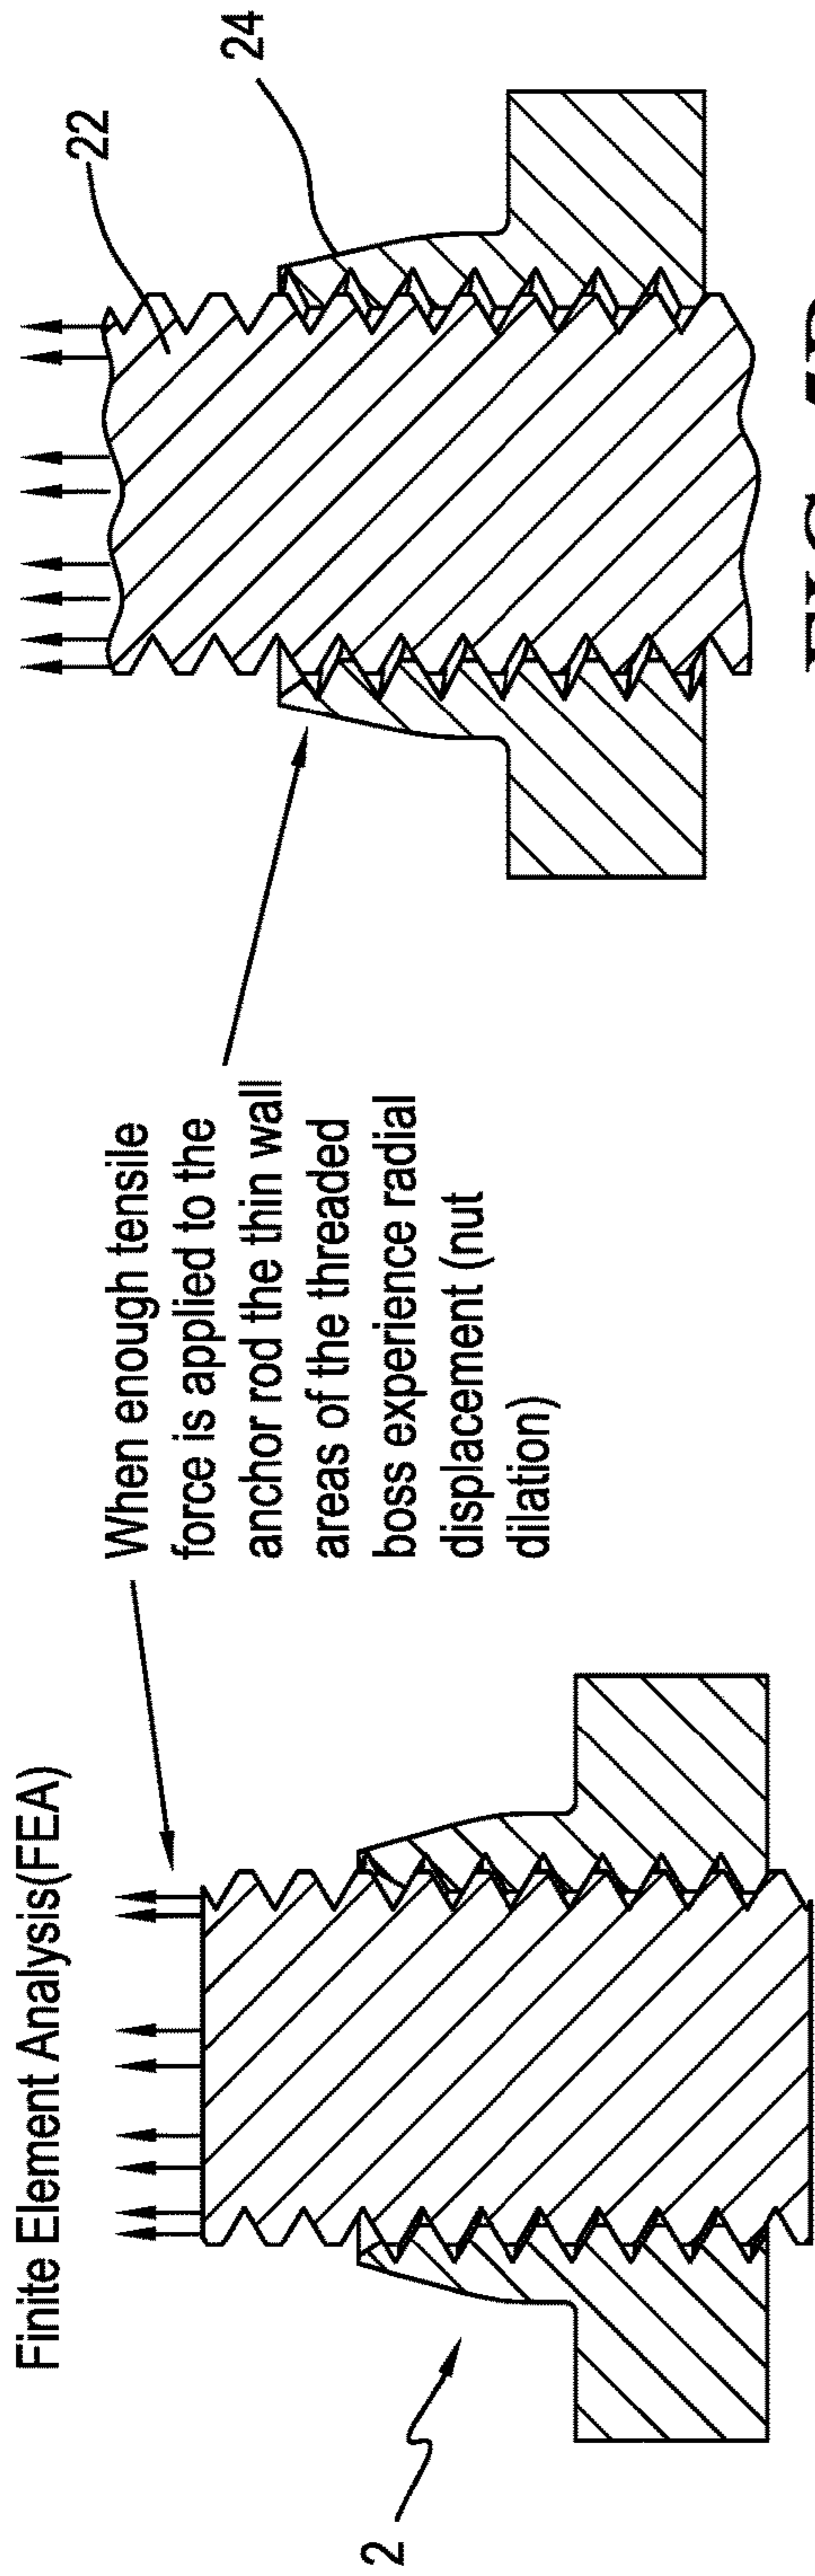 Finite Element Analysis(FEA)
When enough tensile
force is applied to the
anchor rod the thin wall
areas of the threaded
boss experience radial
displacement (nut
dilation)
2
22
24